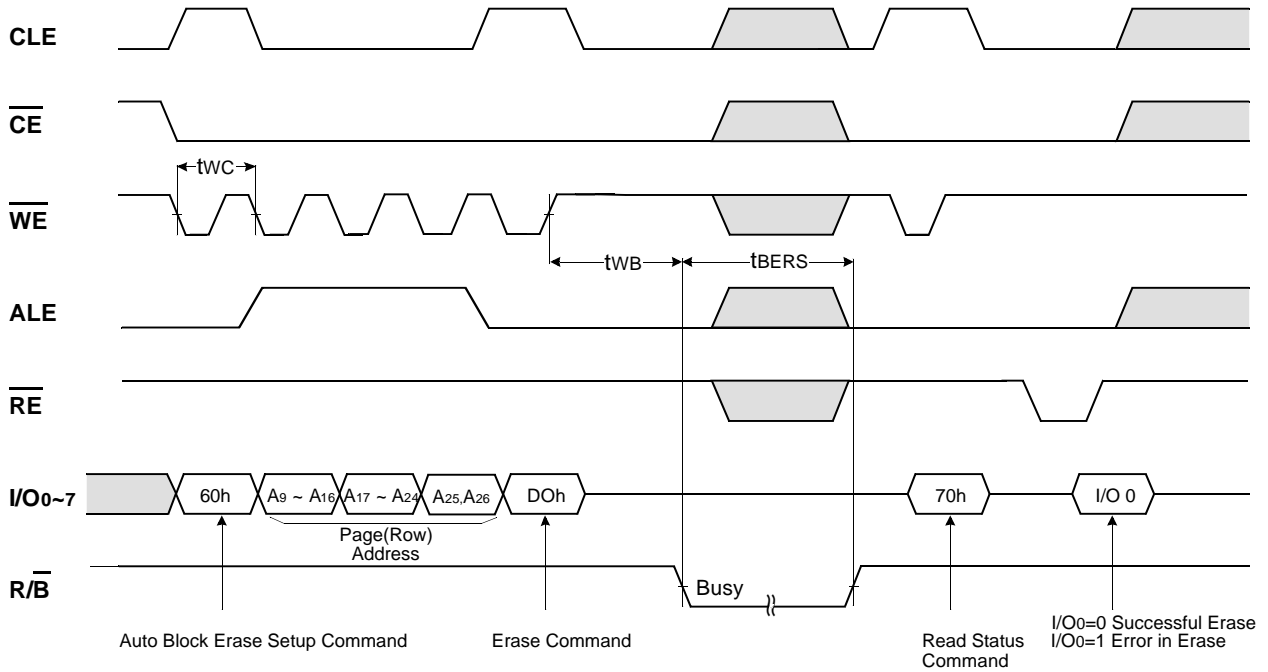 CLE
CE
tWC
WE
tWB
tBERS
ALE
RE
I/O0~7
60h
A9 ~ A16
A17 ~ A24
A25,A26
DOh
70h
I/O 0
Page(Row)
Address
R/B
Busy
Auto Block Erase Setup Command
Erase Command
Read Status
Command
I/O0=0 Successful Erase
I/O0=1 Error in Erase